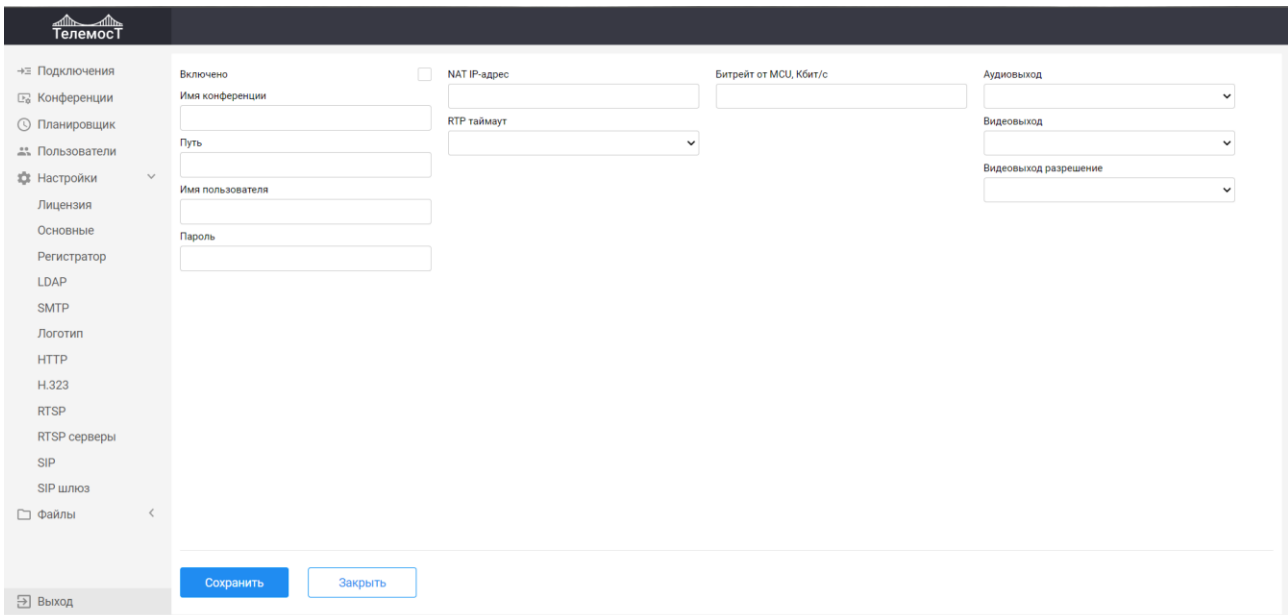 ТелемосТ
Подключения
Конференции
Планировщик
Пользователи
Настройки
Лицензия
Основные
Регистратор
LDAP
SMTP
Логотип
HTTP
H.323
RTSP
RTSP серверы
SIP
SIP шлюз
Файлы
Выход
Включено
Имя конференции
Путь
Имя пользователя
Пароль
NAT IP-адрес
RTP таймаут
Битрейт от MCU, Кбит/с
Аудиовыход
Видеовыход
Видеовыход разрешение
Сохранить
Закрыть